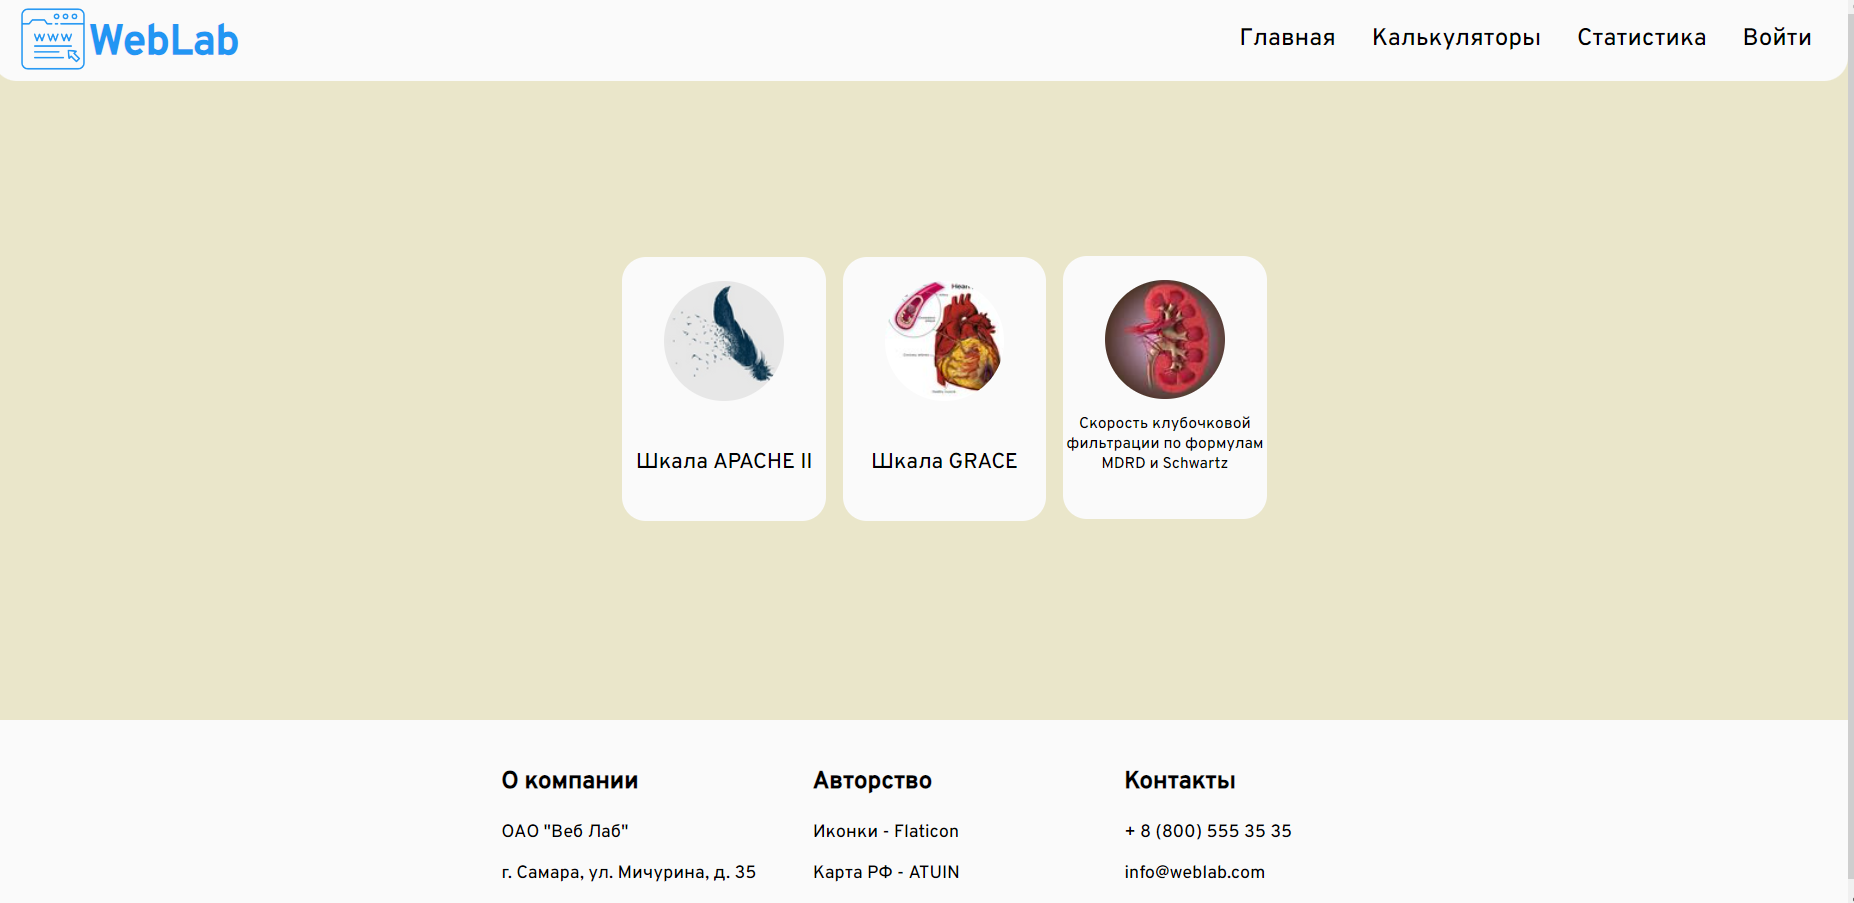 www
WebLab
Главная
Калькуляторы
Статистика
Войти
Шкала APACHE II
Шкала GRACE
Скорость клубочковой
фильтрации по формулам
MDRD и Schwartz
О компании
ОАО "Веб Лаб"
г. Самара, ул. Мичурина, д. 35
Авторство
Иконки - Flaticon
Карта РФ - ATUIN
Контакты
+ 8 (800) 555 35 35
info@weblab.com